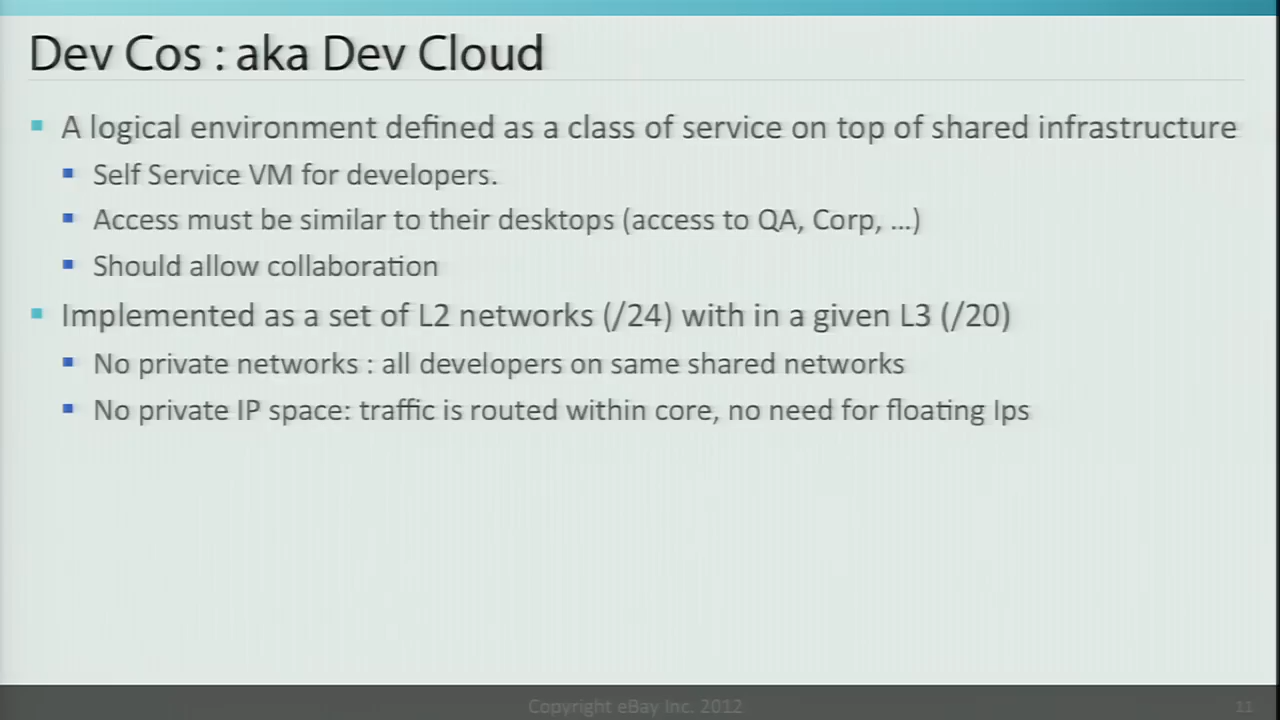 Dev Cos : aka Dev Cloud
A logical environment defined as a class of service on top of shared infrastructure
Self Service VM for developers.
Access must be similar to their desktops (access to QA, Corp, …)
Should allow collaboration
Implemented as a set of L2 networks (/24) with in a given L3 (/20)
No private networks : all developers on same shared networks
No private IP space: traffic is routed within core, no need for floating Ips
Copyright eBay Inc. 2012
11